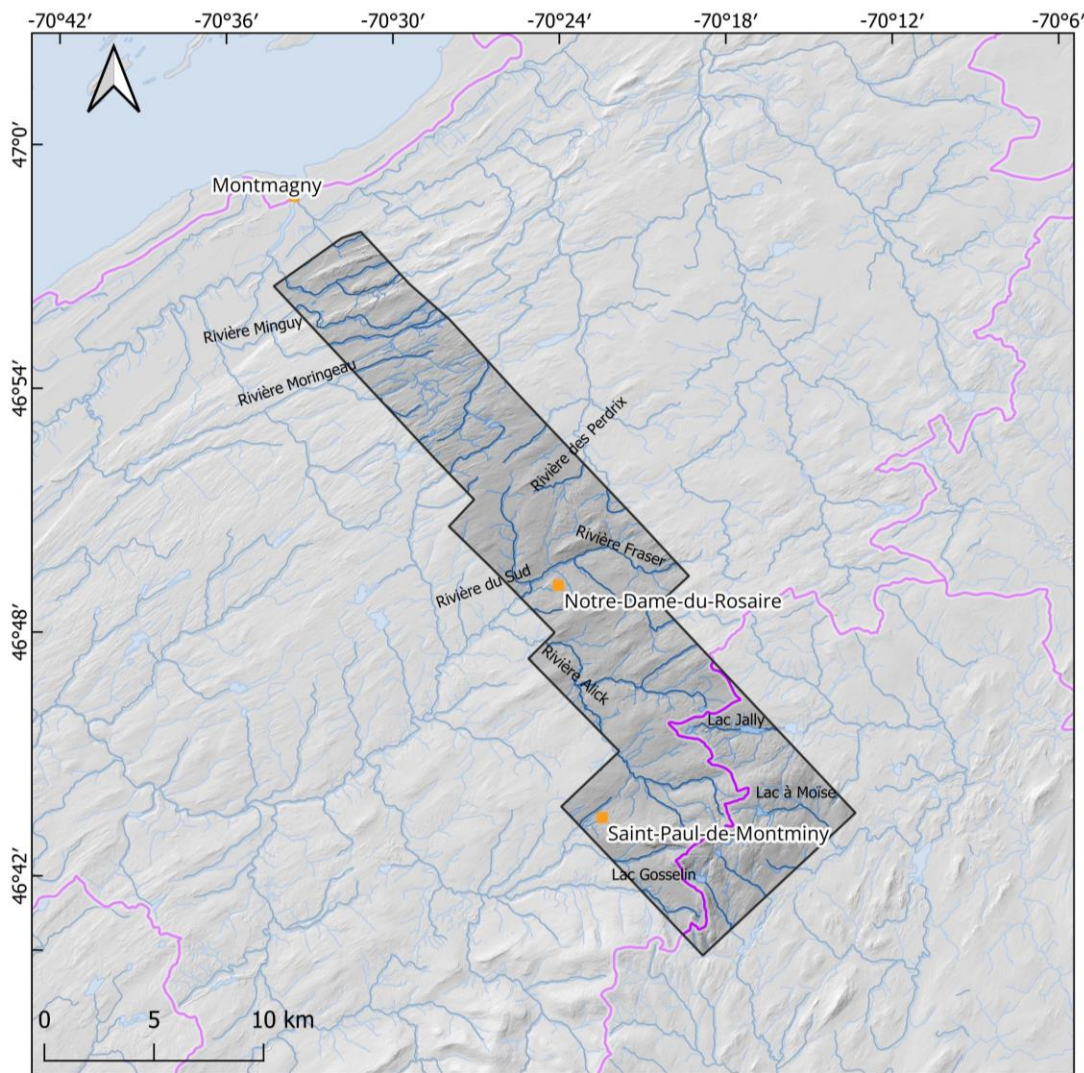 -70°42'
-70°36'
-70°30'
-70°24'
-70°18'
-70°12'
-70°6'
47°0'
46°54'
46°48'
46°42'
Montmagny
Rivière Minguy
Rivière Moringeau
Rivière des Perdrix
Rivière Fraser
Rivière du Sud
Notre-Dame-du-Rosaire
Rivière Alick
Lac Jally
Lac à Moïse
Saint-Paul-de-Montminy
Lac Gosselin
0 5 10 km